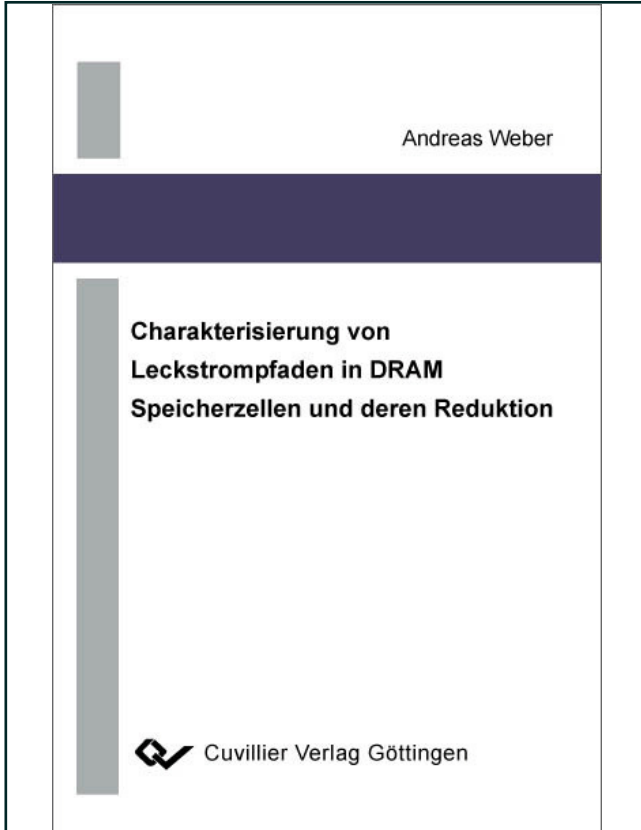 Andreas Weber
Charakterisierung von
Leckstrompfaden in DRAM
Speicherzellen und deren Reduktion
Cuvillier Verlag Göttingen